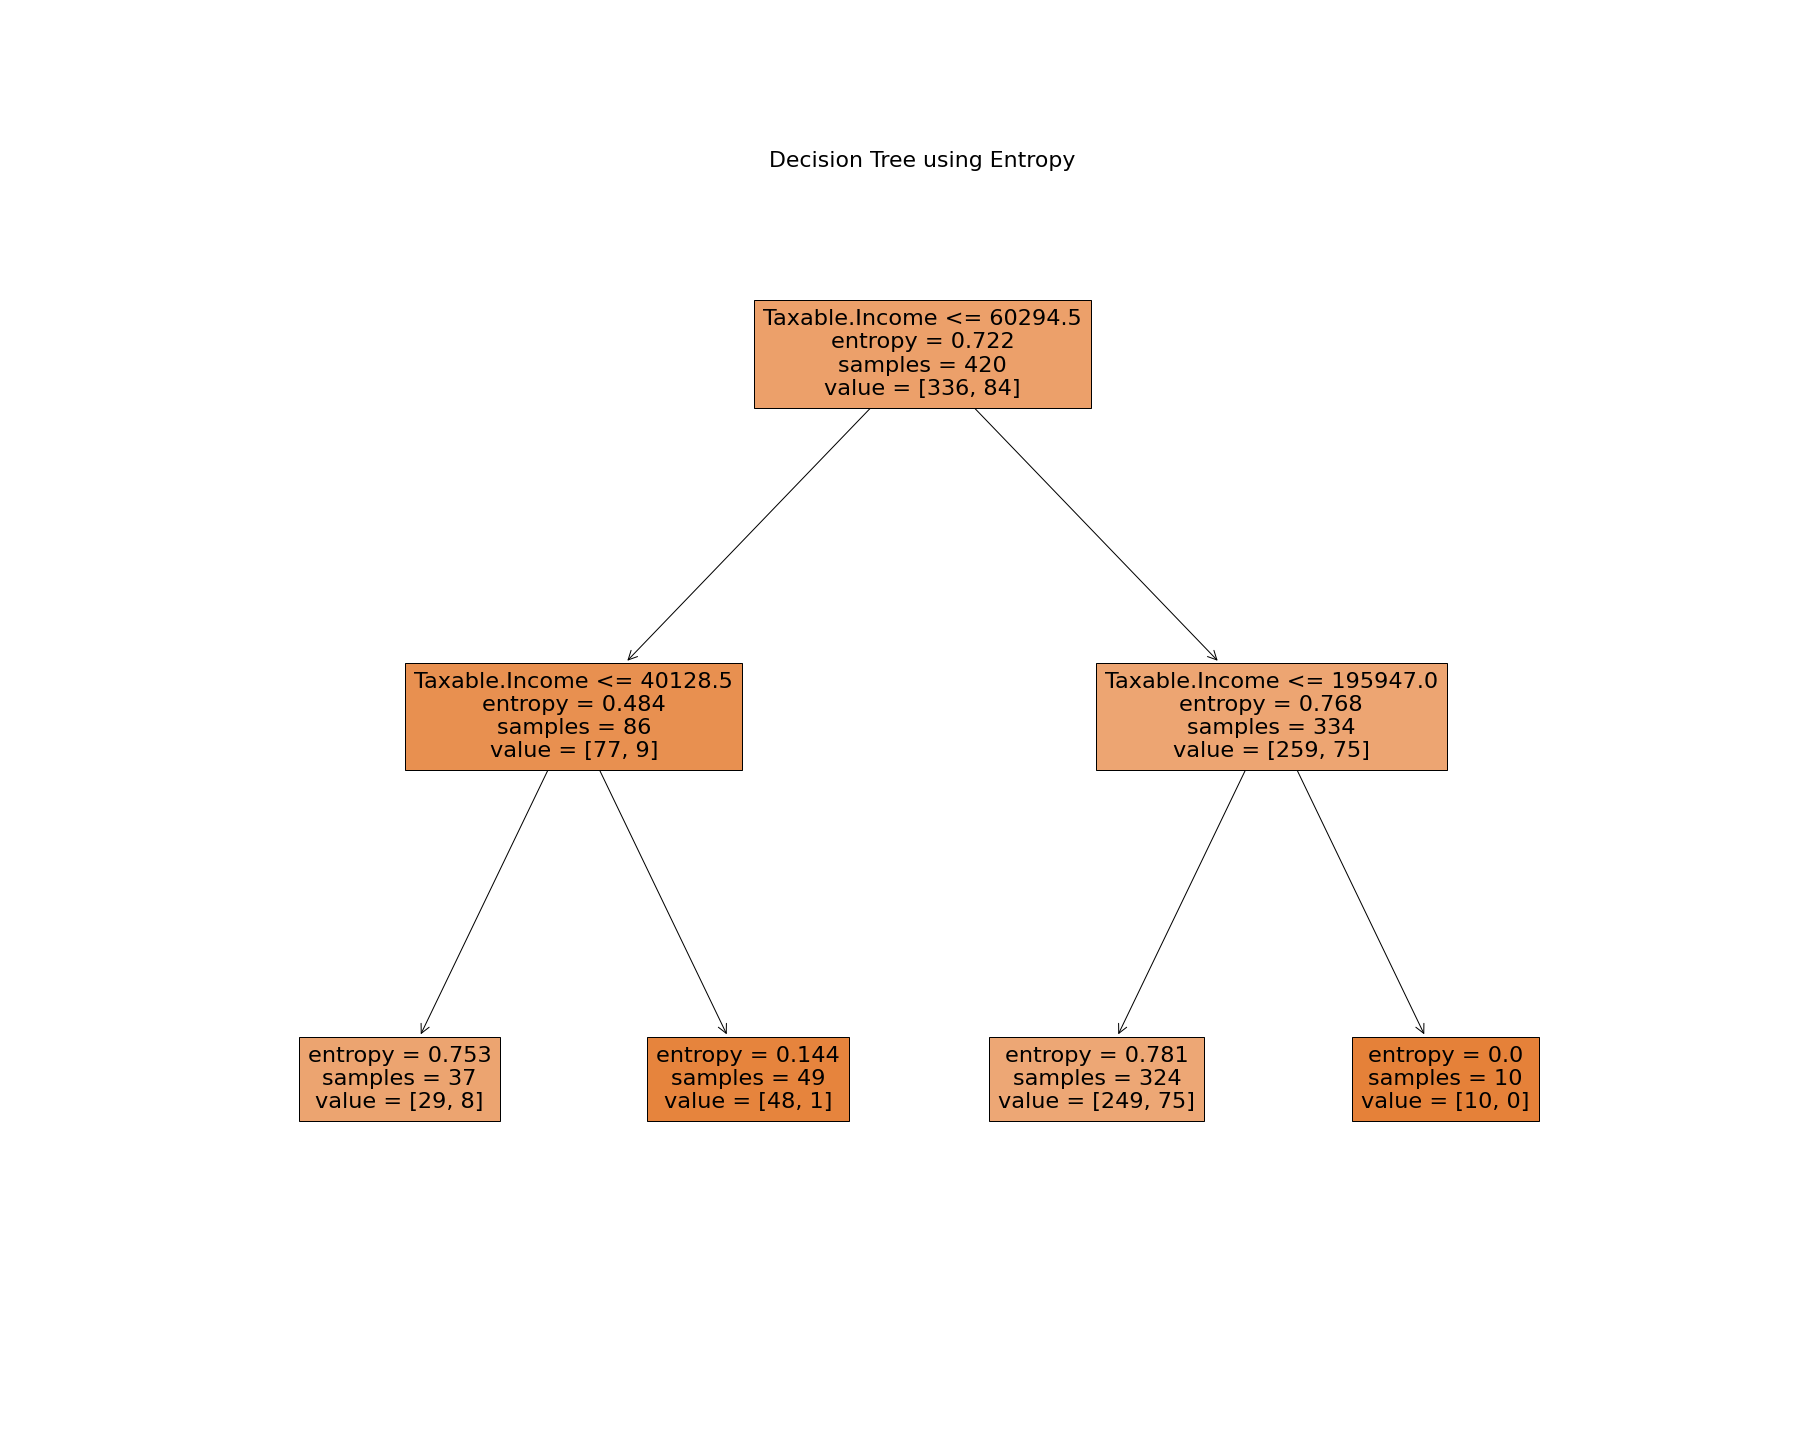 Decision Tree using Entropy
Taxable.Income <= 60294.5
entropy = 0.722
samples = 420
value = [336, 84]
Taxable.Income <= 40128.5
entropy = 0.484
samples = 86
value = [77, 9]
Taxable.Income <= 195947.0
entropy = 0.768
samples = 334
value = [259, 75]
entropy = 0.753
samples = 37
value = [29, 8]
entropy = 0.144
samples = 49
value = [48, 1]
entropy = 0.781
samples = 324
value = [249, 75]
entropy = 0.0
samples = 10
value = [10, 0]